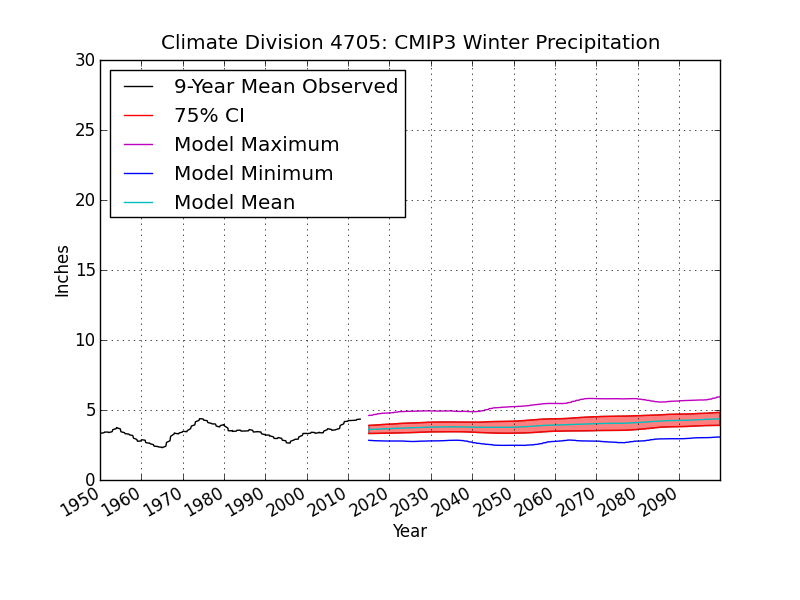 Climate Division 4705: CMIP3 Winter Precipitation
30
25
20
15
10
5
0
Inches
9-Year Mean Observed
75% CI
Model Maximum
Model Minimum
Model Mean
1950 1960 1970 1980 1990 2000 2010 2020 2030 2040 2050 2060 2070 2080 2090
Year